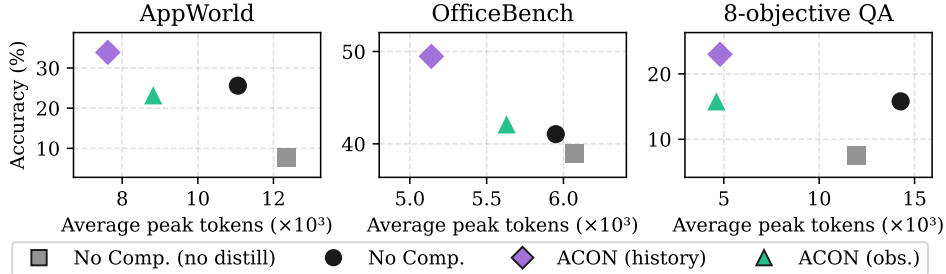 AppWorld
OfficeBench
8-objective QA
Accuracy (%)
30
20
10
8
10
12
Average peak tokens (×10³)
50
40
5.0
5.5
6.0
Average peak tokens (×10³)
20
10
5
10
15
Average peak tokens (×10³)
No Comp. (no distill)
No Comp.
ACON (history)
ACON (obs.)